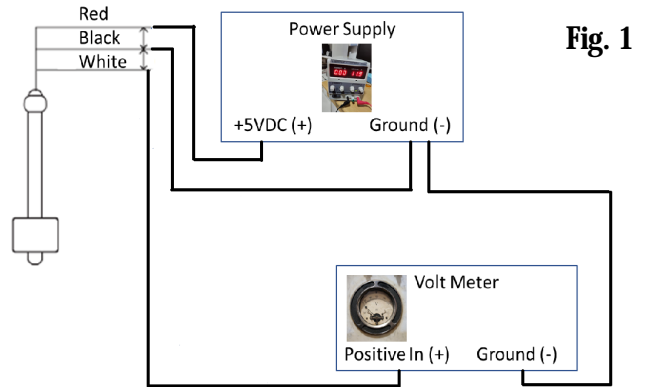 Red
Black
White
Power Supply
+5VDC (+) Ground (-)
Fig. 1
Volt Meter
Positive In (+) Ground (-)